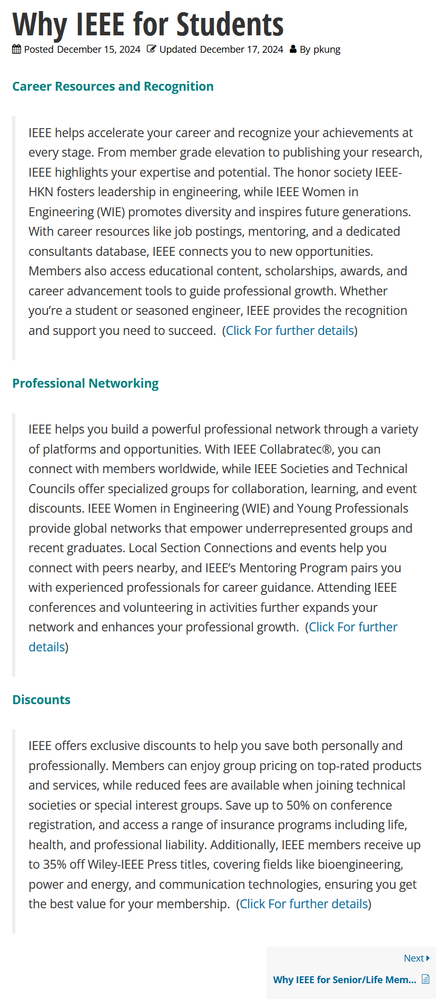 Why IEEE for Students
Posted December 15, 2024 Updated December 17, 2024 By pkung
Career Resources and Recognition
IEEE helps accelerate your career and recognize your achievements at
every stage. From member grade elevation to publishing your research,
IEEE highlights your expertise and potential. The honor society IEEE-
HKN fosters leadership in engineering, while IEEE Women in
Engineering (WIE) promotes diversity and inspires future generations.
With career resources like job postings, mentoring, and a dedicated
consultants database, IEEE connects you to new opportunities.
Members also access educational content, scholarships, awards, and
career advancement tools to guide professional growth. Whether
you’re a student or seasoned engineer, IEEE provides the recognition
and support you need to succeed.  (Click For further details)
Professional Networking
IEEE helps you build a powerful professional network through a variety
of platforms and opportunities. With IEEE Collabratec®, you can
connect with members worldwide, while IEEE Societies and Technical
Councils offer specialized groups for collaboration, learning, and event
discounts. IEEE Women in Engineering (WIE) and Young Professionals
provide global networks that empower underrepresented groups and
recent graduates. Local Section Connections and events help you
connect with peers nearby, and IEEE’s Mentoring Program pairs you
with experienced professionals for career guidance. Attending IEEE
conferences and volunteering in activities further expands your
network and enhances your professional growth.  (Click For further
details)
Discounts
IEEE offers exclusive discounts to help you save both personally and
professionally. Members can enjoy group pricing on top-rated products
and services, while reduced fees are available when joining technical
societies or special interest groups. Save up to 50% on conference
registration, and access a range of insurance programs including life,
health, and professional liability. Additionally, IEEE members receive up
to 35% off Wiley-IEEE Press titles, covering fields like bioengineering,
power and energy, and communication technologies, ensuring you get
the best value for your membership.  (Click For further details)
Next
Why IEEE for Senior/Life Mem...